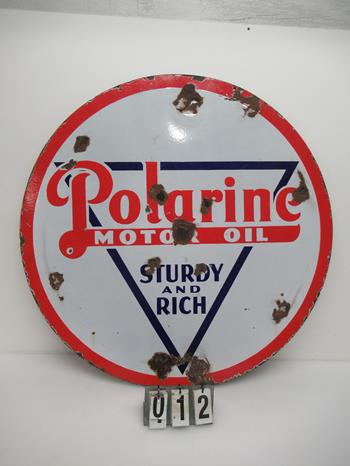 Polarine
MOTOR OIL
STURDY
AND
RICH
012